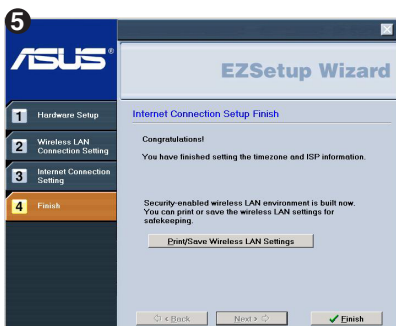 5
ASUS®
EZSetup Wizard
1 Hardware Setup
2 Wireless LAN
Connection Setting
3 Internet Connection
Setting
4 Finish
Internet Connection Setup Finish
Congratulations!
You have finished setting the timezone and ISP information.
Security-enabled wireless LAN environment is built now.
You can print or save the wireless LAN settings for
safekeeping.
Print/Save Wireless LAN Settings
< Back
Next >
Finish